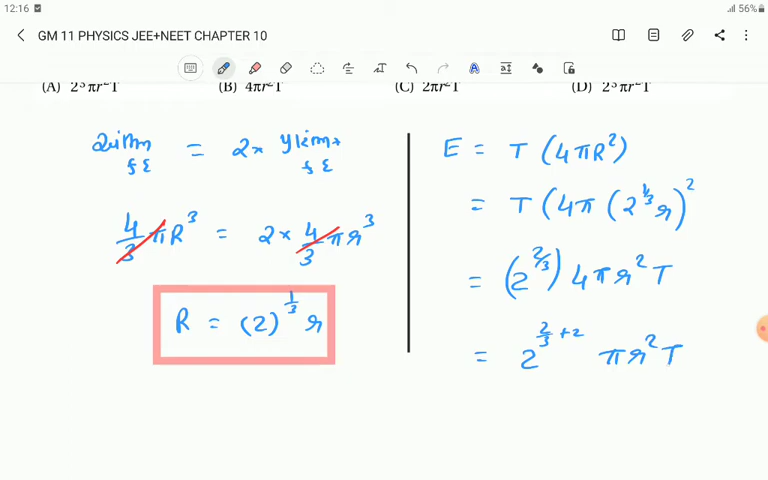 12:16 56%
GM 11 PHYSICS JEE+NEET CHAPTER 10
(A) (B) 4πr²T (C) 2πr²T (D)
= 2×
4/3 πR³ = 2 × 4/3 πr³
R = (2)^1/3 r
E = T (4πR²)
= T (4π (2^1/3 r)²
= (2^2/3) 4πr²T
= 2^2/3+2 πr²T